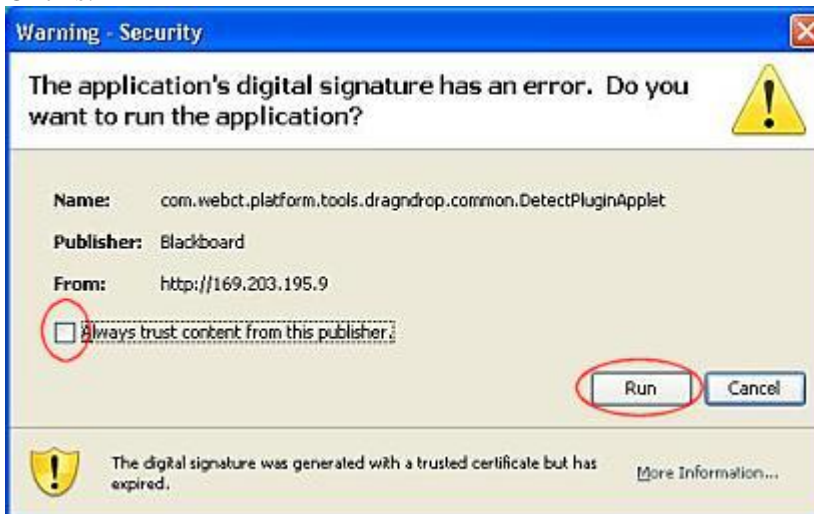 Warning - Security
The application's digital signature has an error. Do you
want to run the application?
Name: com.webct.platform.tools.dragndrop.common.DetectPluginApplet
Publisher: Blackboard
From: http://169.203.195.9
Always trust content from this publisher.
Run Cancel
The digital signature was generated with a trusted certificate but has
expired.
More Information...